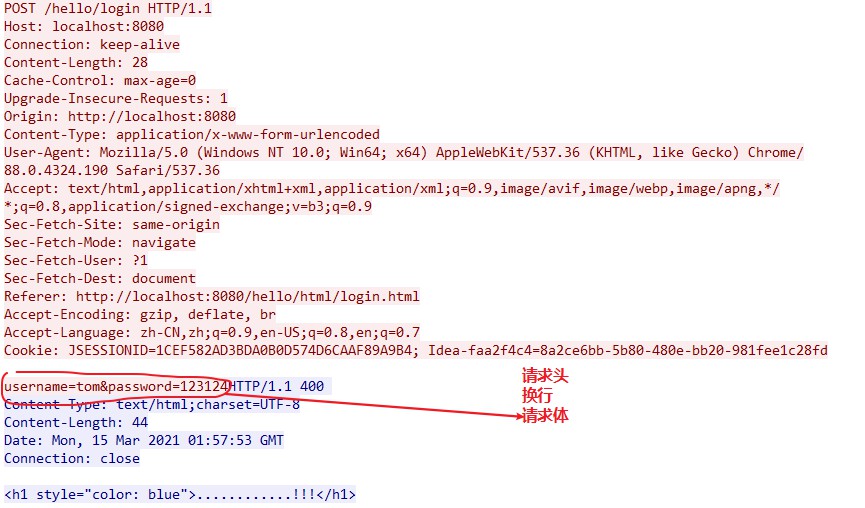 POST /hello/login HTTP/1.1
Host: localhost:8080
Connection: keep-alive
Content-Length: 28
Cache-Control: max-age=0
Upgrade-Insecure-Requests: 1
Origin: http://localhost:8080
Content-Type: application/x-www-form-urlencoded
User-Agent: Mozilla/5.0 (Windows NT 10.0; Win64; x64) AppleWebKit/537.36 (KHTML, like Gecko) Chrome/
88.0.4324.190 Safari/537.36
Accept: text/html,application/xhtml+xml,application/xml;q=0.9,image/avif,image/webp,image/apng,*/
*;q=0.8,application/signed-exchange;v=b3;q=0.9
Sec-Fetch-Site: same-origin
Sec-Fetch-Mode: navigate
Sec-Fetch-User: ?1
Sec-Fetch-Dest: document
Referer: http://localhost:8080/hello/html/login.html
Accept-Encoding: gzip, deflate, br
Accept-Language: zh-CN,zh;q=0.9,en-US;q=0.8,en;q=0.7
Cookie: JSESSIONID=1CEF582AD3BDA0B0D574D6CAAF89A9B4; Idea-faa2f4c4=8a2ce6bb-5b80-480e-bb20-981fee1c28fd
请求头
username=tom&password=123124HTTP/1.1 400
换行
Content-Type: text/html;charset=UTF-8
请求体
Content-Length: 44
Date: Mon, 15 Mar 2021 01:57:53 GMT
Connection: close
<h1 style="color: blue">............!!!</h1>